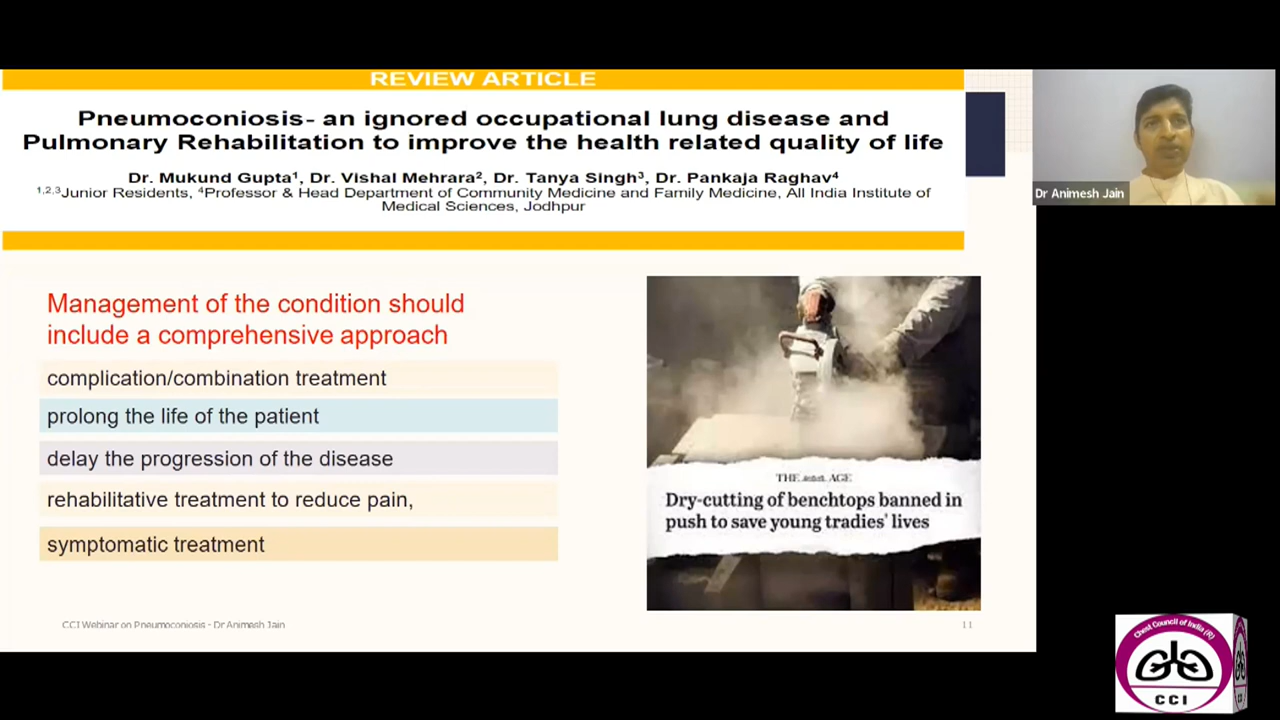 REVIEW ARTICLE
Pneumoconiosis- an ignored occupational lung disease and
Pulmonary Rehabilitation to improve the health related quality of life
Dr. Mukund Gupta¹, Dr. Vishal Mehrara², Dr. Tanya Singh³, Dr. Pankaja Raghav⁴
¹,²,³Junior Residents, ⁴Professor & Head Department of Community Medicine and Family Medicine, All India Institute of
Medical Sciences, Jodhpur
Dr Animesh Jain
Management of the condition should
include a comprehensive approach
complication/combination treatment
prolong the life of the patient
delay the progression of the disease
rehabilitative treatment to reduce pain,
symptomatic treatment
THE AGE
Dry-cutting of benchtops banned in
push to save young tradies' lives
CCI Webinar on Pneumoconiosis - Dr Animesh Jain
11
Chest Council of India (R)
CCI